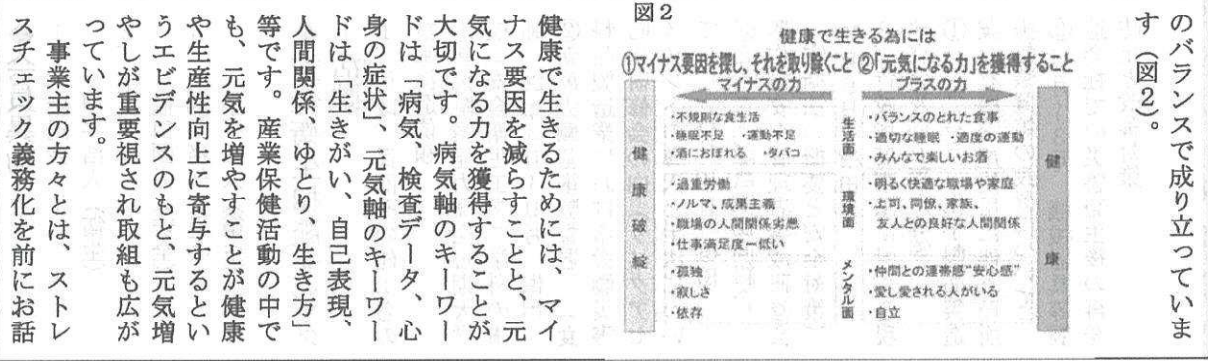 のバランスで成り立っていま
す（図2）。
図2
健康で生きる為には
①マイナス要因を探し、それを取り除くこと ②「元気になる力」を獲得すること
マイナスの力
プラスの力
健康破綻
・不規則な食生活
・睡眠不足　・運動不足
・酒におぼれる　・タバコ
・過重労働
・ノルマ、成果主義
・職場の人間関係劣悪
・仕事満足度ー低い
・孤独
・寂しさ
・依存
生活面
環境面
メンタル面
・バランスのとれた食事
・適切な睡眠　・適度の運動
・みんなで楽しいお酒
・明るく快適な職場や家庭
・上司、同僚、家族、
友人との良好な人間関係
・仲間との連帯感"安心感"
・愛し愛される人がいる
・自立
健康
健康で生きるためには、マイ
ナス要因を減らすことと、元
気になる力を獲得することが
大切です。病気軸のキーワー
ドは「病気、検査データ、心
身の症状」、元気軸のキーワー
ドは「生きがい、自己表現、
人間関係、ゆとり、生き方」
等です。産業保健活動の中で
も、元気を増やすことが健康
や生産性向上に寄与するとい
うエビデンスのもと、元気増
やしが重要視され取組も広が
っています。
事業主の方々とは、ストレ
スチェック義務化を前にお話